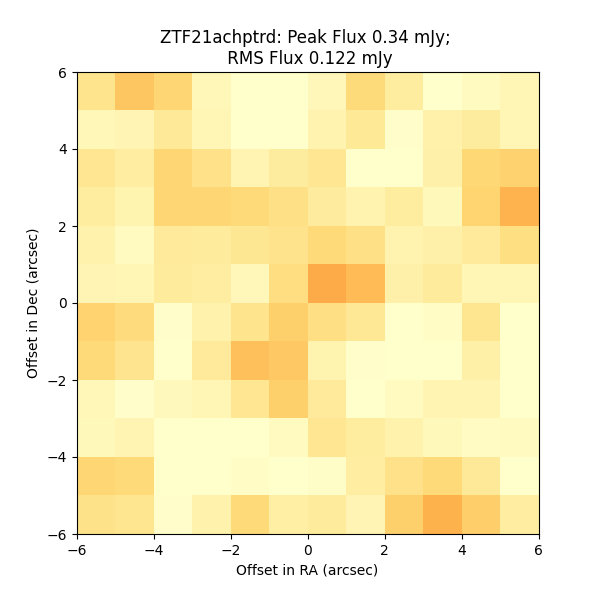 ZTF21achptrd: Peak Flux 0.34 mJy;
RMS Flux 0.122 mJy
6
4
2
0
−2
−4
−6
Offset in Dec (arcsec)
−6 −4 −2 0 2 4 6
Offset in RA (arcsec)